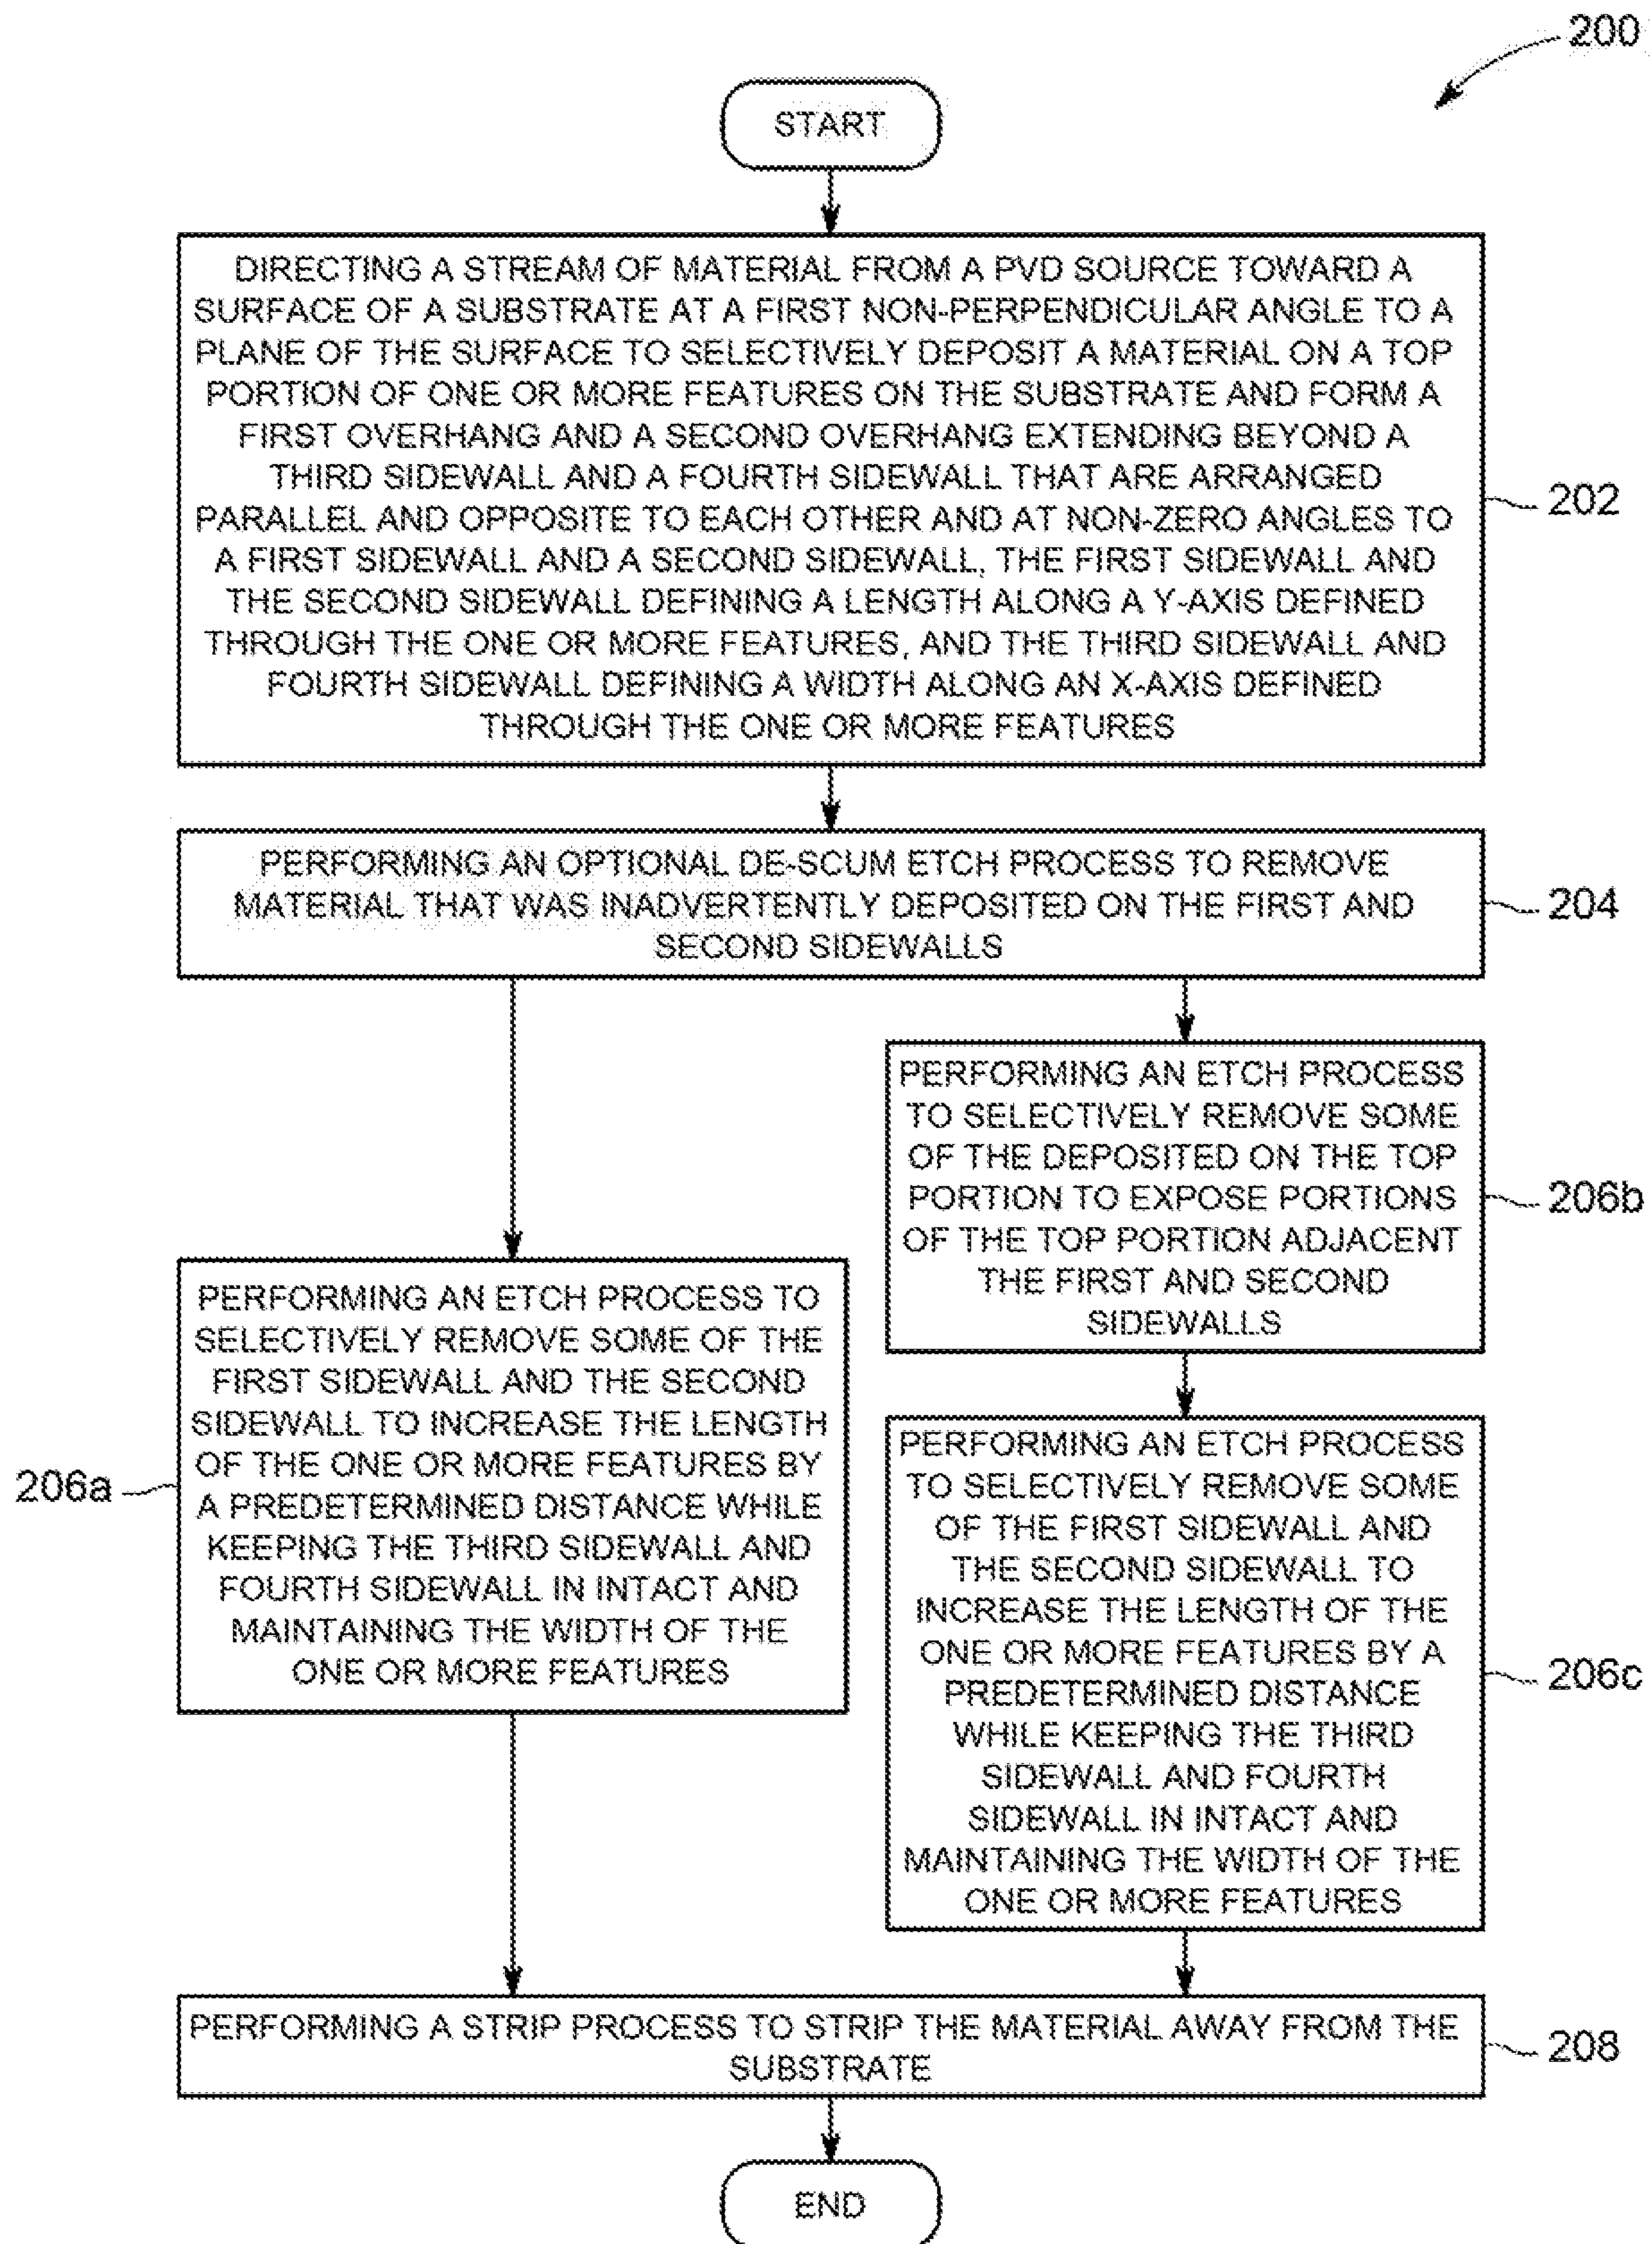 200
START
DIRECTING A STREAM OF MATERIAL FROM A PVD SOURCE TOWARD A
SURFACE OF A SUBSTRATE AT A FIRST NON-PERPENDICULAR ANGLE TO A
PLANE OF THE SURFACE TO SELECTIVELY DEPOSIT A MATERIAL ON A TOP
PORTION OF ONE OR MORE FEATURES ON THE SUBSTRATE AND FORM A
FIRST OVERHANG AND A SECOND OVERHANG EXTENDING BEYOND A
THIRD SIDEWALL AND A FOURTH SIDEWALL THAT ARE ARRANGED
PARALLEL AND OPPOSITE TO EACH OTHER AND AT NON-ZERO ANGLES TO
A FIRST SIDEWALL AND A SECOND SIDEWALL, THE FIRST SIDEWALL AND
THE SECOND SIDEWALL DEFINING A LENGTH ALONG A Y-AXIS DEFINED
THROUGH THE ONE OR MORE FEATURES, AND THE THIRD SIDEWALL AND
FOURTH SIDEWALL DEFINING A WIDTH ALONG AN X-AXIS DEFINED
THROUGH THE ONE OR MORE FEATURES
202
PERFORMING AN OPTIONAL DE-SCUM ETCH PROCESS TO REMOVE
MATERIAL THAT WAS INADVERTENTLY DEPOSITED ON THE FIRST AND
SECOND SIDEWALLS
204
PERFORMING AN ETCH PROCESS
TO SELECTIVELY REMOVE SOME
OF THE DEPOSITED ON THE TOP
PORTION TO EXPOSE PORTIONS
OF THE TOP PORTION ADJACENT
THE FIRST AND SECOND
SIDEWALLS
206b
PERFORMING AN ETCH PROCESS TO
SELECTIVELY REMOVE SOME OF THE
FIRST SIDEWALL AND THE SECOND
SIDEWALL TO INCREASE THE LENGTH
OF THE ONE OR MORE FEATURES BY
A PREDETERMINED DISTANCE WHILE
KEEPING THE THIRD SIDEWALL AND
FOURTH SIDEWALL IN INTACT AND
MAINTAINING THE WIDTH OF THE
ONE OR MORE FEATURES
206a
PERFORMING AN ETCH PROCESS
TO SELECTIVELY REMOVE SOME
OF THE FIRST SIDEWALL AND
THE SECOND SIDEWALL TO
INCREASE THE LENGTH OF THE
ONE OR MORE FEATURES BY A
PREDETERMINED DISTANCE
WHILE KEEPING THE THIRD
SIDEWALL AND FOURTH
SIDEWALL IN INTACT AND
MAINTAINING THE WIDTH OF THE
ONE OR MORE FEATURES
206c
PERFORMING A STRIP PROCESS TO STRIP THE MATERIAL AWAY FROM THE
SUBSTRATE
208
END